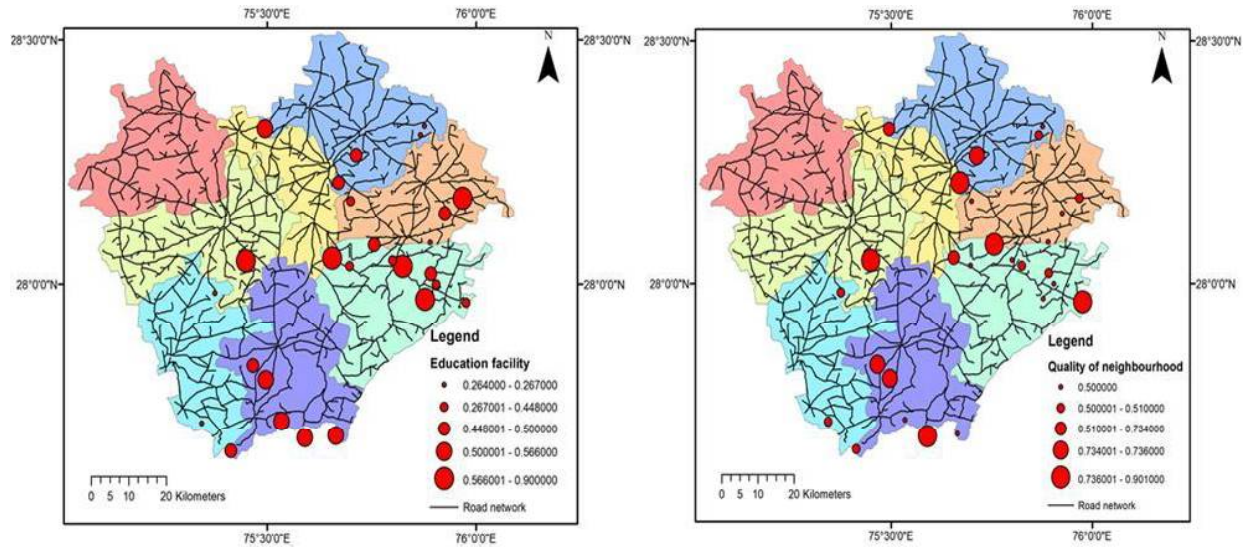 75°30'0"E 76°0'0"E
28°30'0"N 28°30'0"N
N
28°0'0"N 28°0'0"N
Legend
Education facility
0.264000 - 0.267000
0.267001 - 0.448000
0.448001 - 0.500000
0.500001 - 0.566000
0.566001 - 0.900000
Road network
0 5 10 20 Kilometers
75°30'0"E 76°0'0"E
75°30'0"E 76°0'0"E
28°30'0"N 28°30'0"N
N
28°0'0"N 28°0'0"N
Legend
Quality of neighbourhood
0.500000
0.500001 - 0.510000
0.510001 - 0.734000
0.734001 - 0.736000
0.736001 - 0.901000
Road network
0 5 10 20 Kilometers
75°30'0"E 76°0'0"E